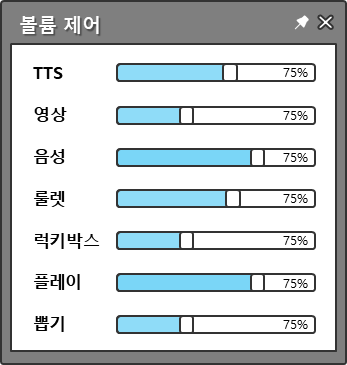 볼륨 제어
TTS 75%
영상 75%
음성 75%
룰렛 75%
럭키박스 75%
플레이 75%
뽑기 75%